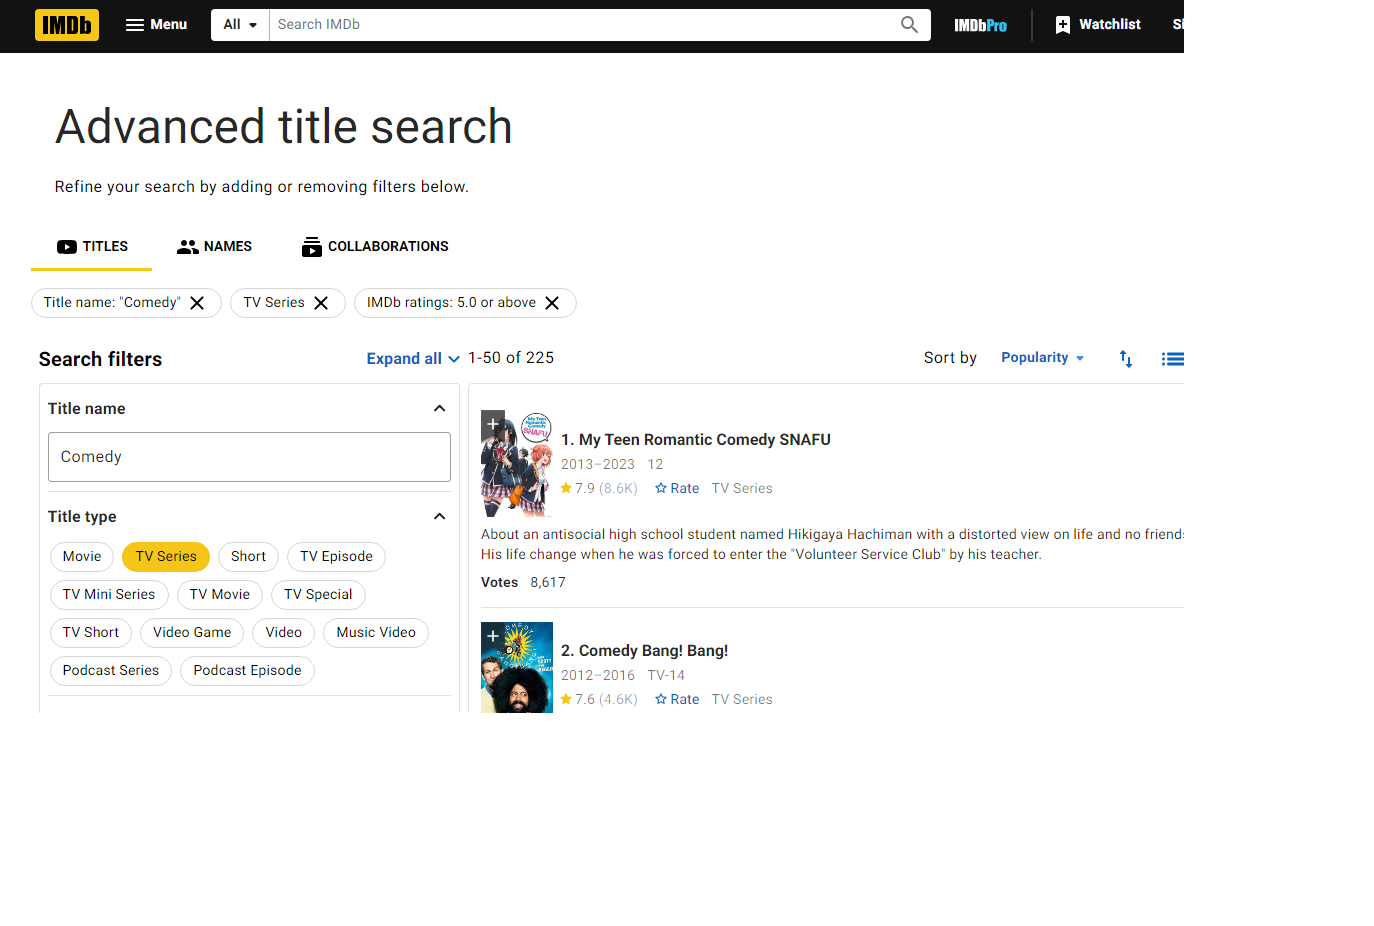 IMDb Menu All Search IMDb IMDbPro Watchlist
Advanced title search
Refine your search by adding or removing filters below.
TITLES NAMES COLLABORATIONS
Title name: "Comedy" TV Series IMDb ratings: 5.0 or above
Search filters Expand all 1-50 of 225 Sort by Popularity
Title name
Comedy
Title type
Movie TV Series Short TV Episode
TV Mini Series TV Movie TV Special
TV Short Video Game Video Music Video
Podcast Series Podcast Episode
My Teen
Romantic
Comedy
SNAFU
1. My Teen Romantic Comedy SNAFU
2013–2023 12
7.9 (8.6K) Rate TV Series
About an antisocial high school student named Hikigaya Hachiman with a distorted view on life and no friends
His life change when he was forced to enter the "Volunteer Service Club" by his teacher.
Votes 8,617
2. Comedy Bang! Bang!
2012–2016 TV-14
7.6 (4.6K) Rate TV Series